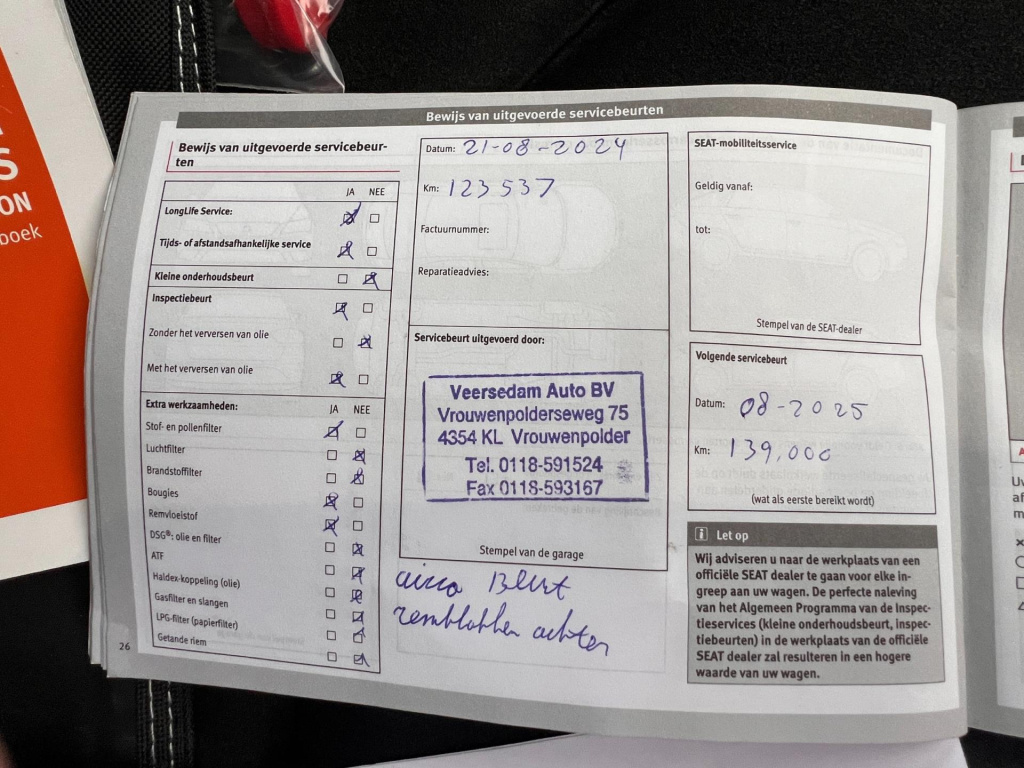 S
ON
boek
Bewijs van uitgevoerde servicebeurten
Bewijs van uitgevoerde servicebeur-
ten
JA NEE
LongLife Service:
Tijds- of afstandsafhankelijke service
Kleine onderhoudsbeurt
Inspectiebeurt
Zonder het verversen van olie
Met het verversen van olie
Extra werkzaamheden: JA NEE
Stof- en pollenfilter
Luchtfilter
Brandstoffilter
Bougies
Remvloeistof
DSG®: olie en filter
ATF
Haldex-koppeling (olie)
Gasfilter en slangen
LPG-filter (papierfilter)
Getande riem
26
Datum: 21-08-2024
Km: 123537
Factuurnummer:
Reparatieadvies:
Servicebeurt uitgevoerd door:
Veersedam Auto BV
Vrouwenpolderseweg 75
4354 KL Vrouwenpolder
Tel. 0118-591524
Fax 0118-593167
Stempel van de garage
airco Beurt
remblokken achter
SEAT-mobiliteitsservice
Geldig vanaf:
tot:
Stempel van de SEAT-dealer
Volgende servicebeurt
Datum: 08-2025
Km: 139,000
(wat als eerste bereikt wordt)
i Let op
Wij adviseren u naar de werkplaats van een
officiële SEAT dealer te gaan voor elke in-
greep aan uw wagen. De perfecte naleving
van het Algemeen Programma van de Inspec-
tieservices (kleine onderhoudsbeurt, inspec-
tiebeurten) in de werkplaats van de officiële
SEAT dealer zal resulteren in een hogere
waarde van uw wagen.